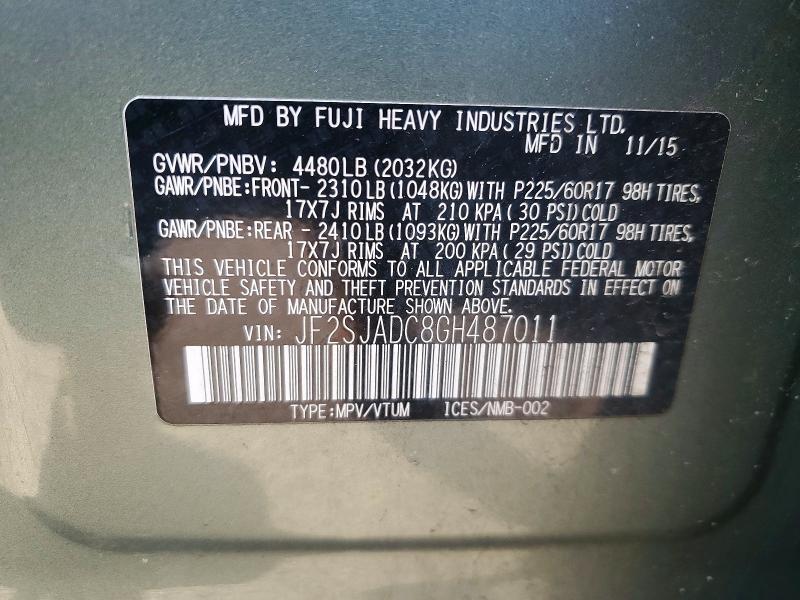 MFD BY FUJI HEAVY INDUSTRIES LTD.
MFD IN 11/15
GVWR/PNBV: 4480LB (2032KG)
GAWR/PNBE:FRONT- 2310LB (1048KG)WITH P225/60R17 98H TIRES,
17X7J RIMS AT 210 KPA( 30 PSI)COLD
GAWR/PNBE:REAR - 2410LB (1093KG)WITH P225/60R17 98H TIRES,
17X7J RIMS AT 200 KPA( 29 PSI)COLD
THIS VEHICLE CONFORMS TO ALL APPLICABLE FEDERAL MOTOR
VEHICLE SAFETY AND THEFT PREVENTION STANDARDS IN EFFECT ON
THE DATE OF MANUFACTURE SHOWN ABOVE.
VIN: JF2SJADC8GH487011
TYPE:MPV/VTUM ICES/NMB-002